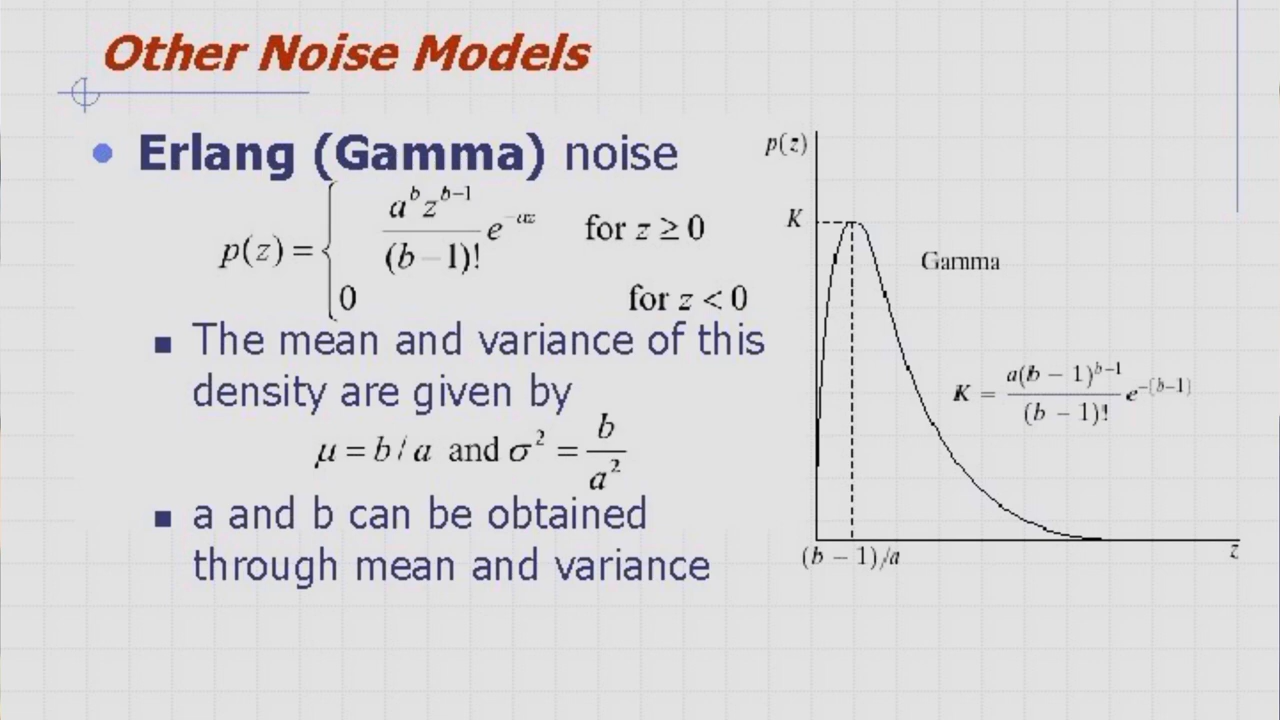 Other Noise Models
Erlang (Gamma) noise
p(z) = { a^b z^{b-1} / (b-1)! e^{-az} for z ≥ 0
0 for z < 0
The mean and variance of this
density are given by
μ = b / a and σ² = b / a²
a and b can be obtained
through mean and variance
p(z)
K
Gamma
K = a(b - 1)^{b-1} / (b - 1)! e^{-(b-1)}
(b - 1)/a
z